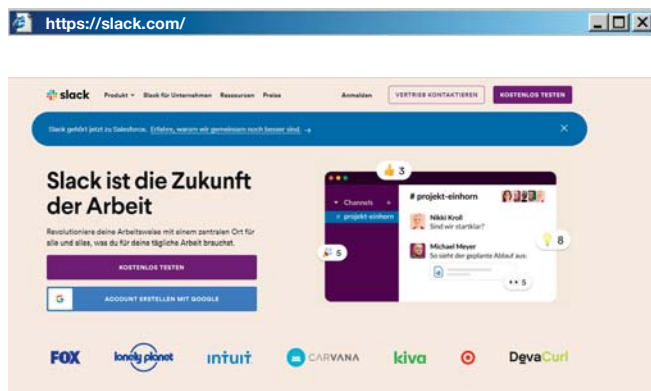 https://slack.com/
slack Produkt Slack für Unternehmen Ressourcen Preise Anmelden VERTRIEB KONTAKTIEREN KOSTENLOS TESTEN
Slack gehört jetzt zu Salesforce. Erfahre, warum wir gemeinsam noch besser sind. →
Slack ist die Zukunft
der Arbeit
Revolutioniere deine Arbeitsweise mit einem zentralen Ort für
alle und alles, was du für deine tägliche Arbeit brauchst.
KOSTENLOS TESTEN
G ACCOUNT ERSTELLEN MIT GOOGLE
3
Channels +
# projekt-einhorn
# projekt-einhorn
Nikki Kroll
Sind wir startklar?
Michael Meyer
So sieht der geplante Ablauf aus:
5
8
5
FOX lonely planet intuit CARVANA kiva DevaCurl